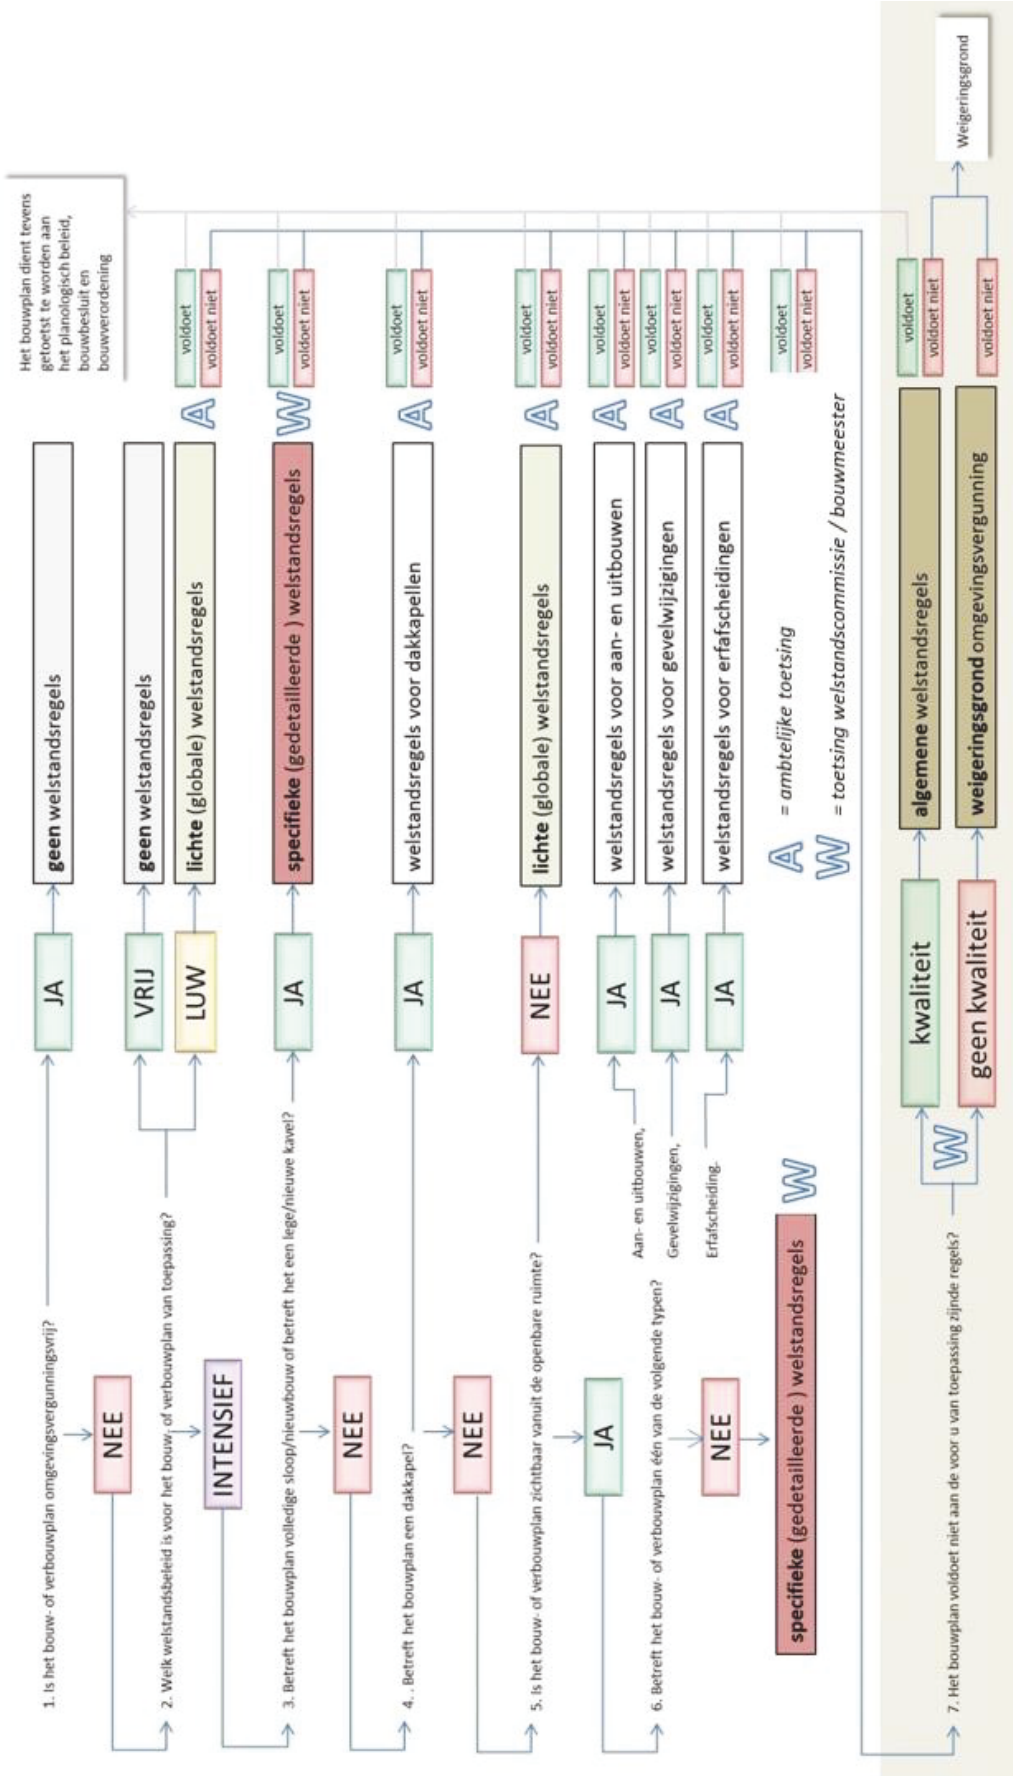 Het bouwplan dient tevens
getoetst te worden aan
het planologisch beleid,
bouwbesluit en
bouwverordening
1. Is het bouw- of verbouwplan omgevingsvergunningsvrij?
JA
geen welstandsregels
NEE
2. Welk welstandsbeleid is voor het bouw- of verbouwplan van toepassing?
VRIJ
geen welstandsregels
LUW
lichte (globale) welstandsregels
A
voldoet
voldoet niet
INTENSIEF
3. Betreft het bouwplan volledige sloop/nieuwbouw of betreft het een lege/nieuwe kavel?
JA
specifieke (gedetailleerde ) welstandsregels
W
voldoet
voldoet niet
NEE
4. . Betreft het bouwplan een dakkapel?
JA
welstandsregels voor dakkapellen
A
voldoet
voldoet niet
NEE
5. Is het bouw- of verbouwplan zichtbaar vanuit de openbare ruimte?
NEE
lichte (globale) welstandsregels
A
voldoet
voldoet niet
JA
6. Betreft het bouw- of verbouwplan één van de volgende typen?
Aan- en uitbouwen,
JA
welstandsregels voor aan- en uitbouwen
A
voldoet
voldoet niet
Gevelwijzigingen,
JA
welstandsregels voor gevelwijzigingen
A
voldoet
voldoet niet
Erfafscheiding.
JA
welstandsregels voor erfafscheidingen
A
voldoet
voldoet niet
NEE
specifieke (gedetailleerde ) welstandsregels
W
voldoet
voldoet niet
A = ambtelijke toetsing
W = toetsing welstandscommissie / bouwmeester
7. Het bouwplan voldoet niet aan de voor u van toepassing zijnde regels?
W
kwaliteit
algemene welstandsregels
voldoet
voldoet niet
geen kwaliteit
weigeringsgrond omgevingsvergunning
voldoet niet
Weigeringsgrond